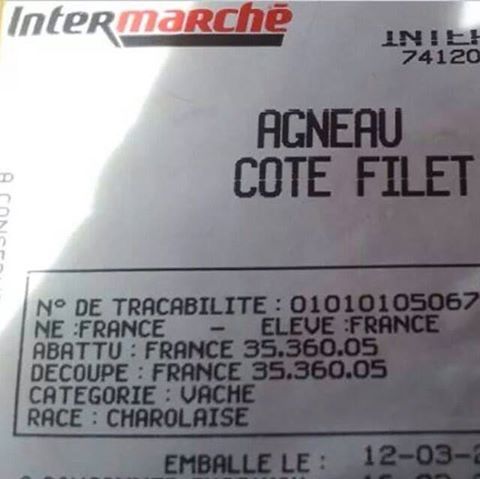 Intermarché
INTE
74120
AGNEAU
COTE FILET
N° DE TRACABILITE : 01010105067
NE :FRANCE - ELEVE :FRANCE
ABATTU : FRANCE 35.360.05
DECOUPE : FRANCE 35.360.05
CATEGORIE : VACHE
RACE : CHAROLAISE
EMBALLE LE : 12-03-2